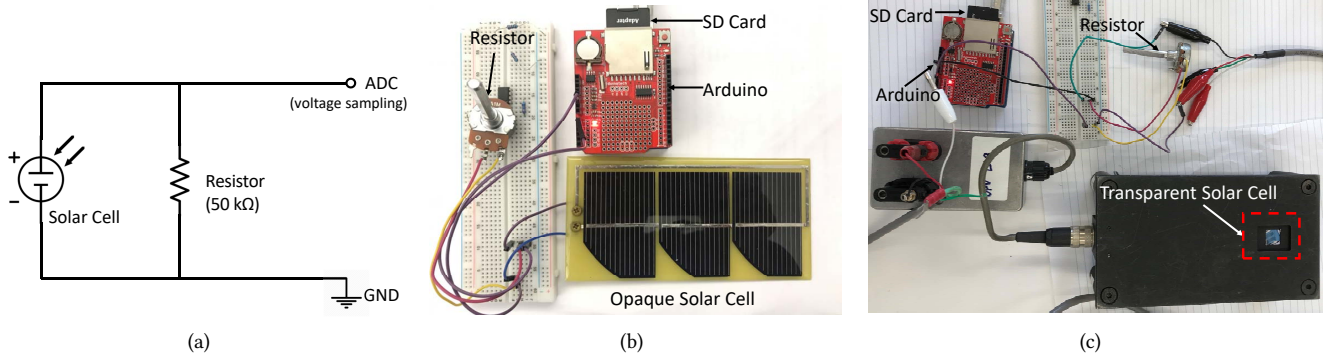 ADC
(voltage sampling)
+
−
Solar Cell
Resistor
(50 kΩ)
GND
(a)
Adapter
SD Card
Resistor
Arduino
Opaque Solar Cell
(b)
SD Card
Resistor
Arduino
Transparent Solar Cell
(c)